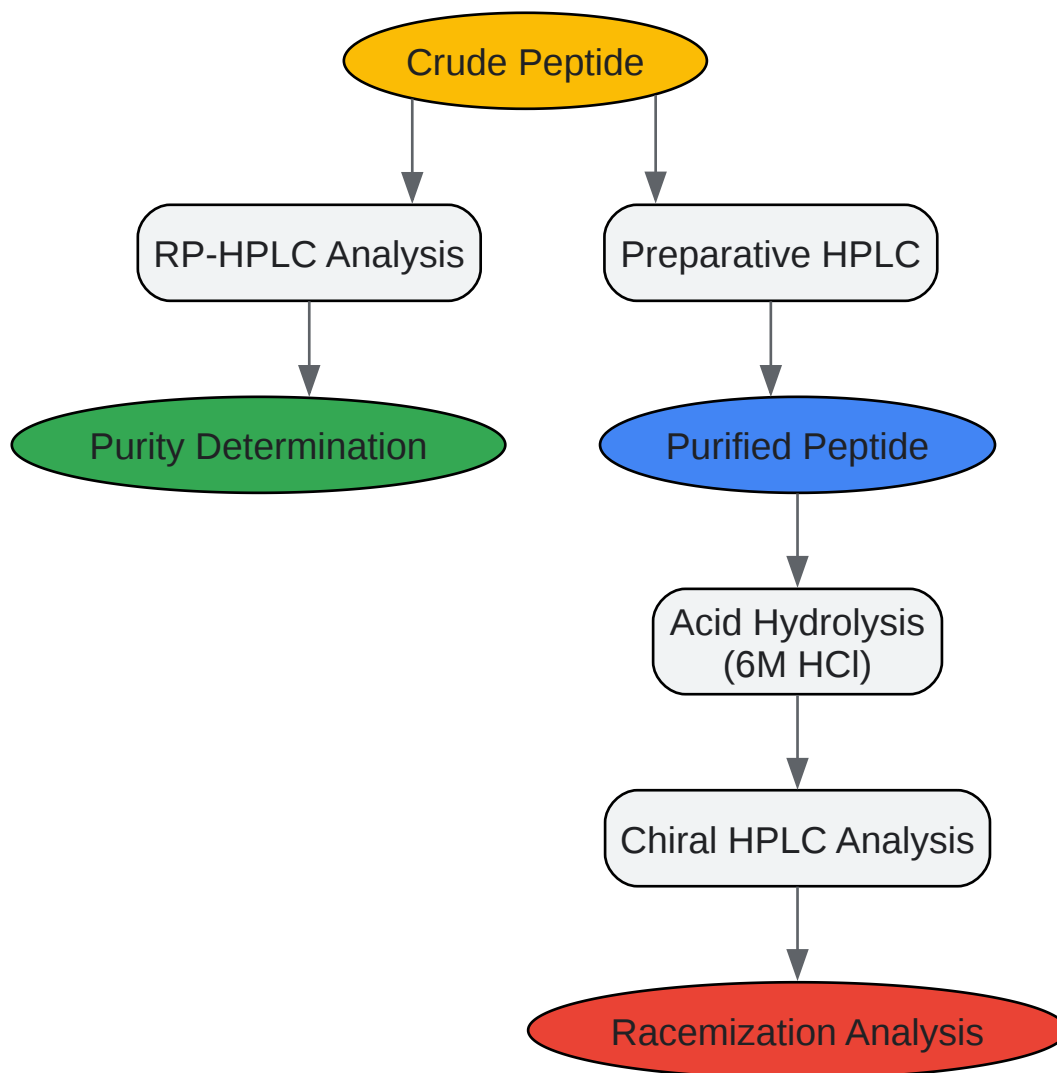 Crude Peptide
RP-HPLC Analysis
Preparative HPLC
Purity Determination
Purified Peptide
Acid Hydrolysis
(6M HCl)
Chiral HPLC Analysis
Racemization Analysis